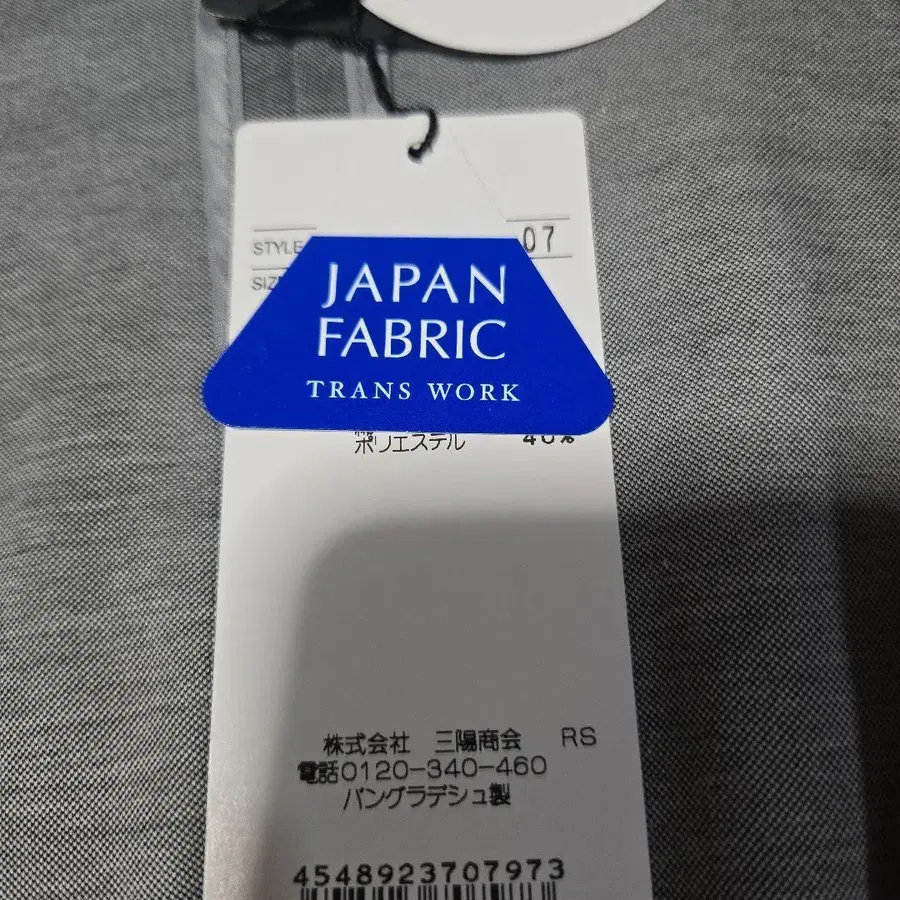 STYLE
07
JAPAN
FABRIC
TRANS WORK
ポリエステル 40%
株式会社 三陽商会 RS
電話0120-340-460
バングラデシュ製
4548923707973